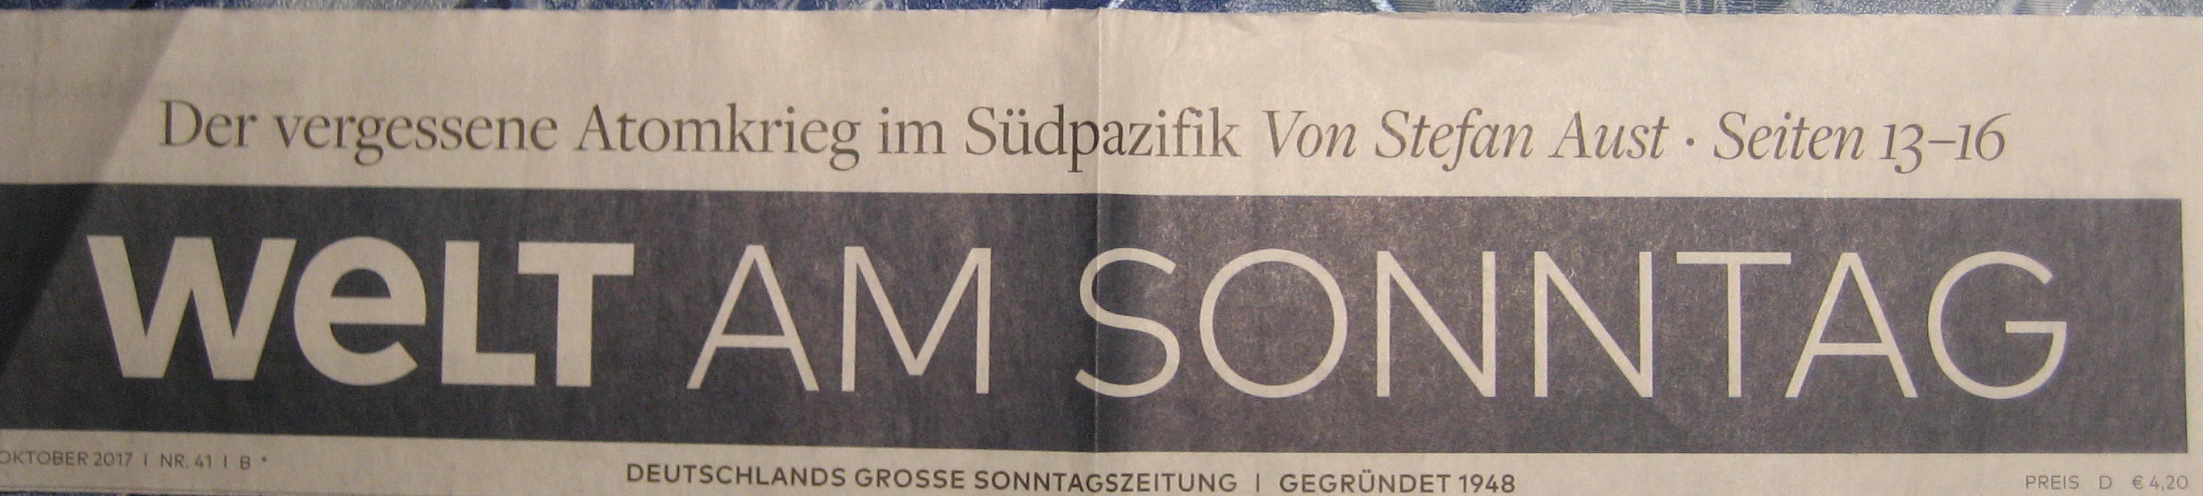 Der vergessene Atomkrieg im Südpazifik Von Stefan Aust · Seiten 13–16
WELT AM SONNTAG
OKTOBER 2017 | NR. 41 | B *
DEUTSCHLANDS GROSSE SONNTAGSZEITUNG | GEGRÜNDET 1948
PREIS D € 4,20